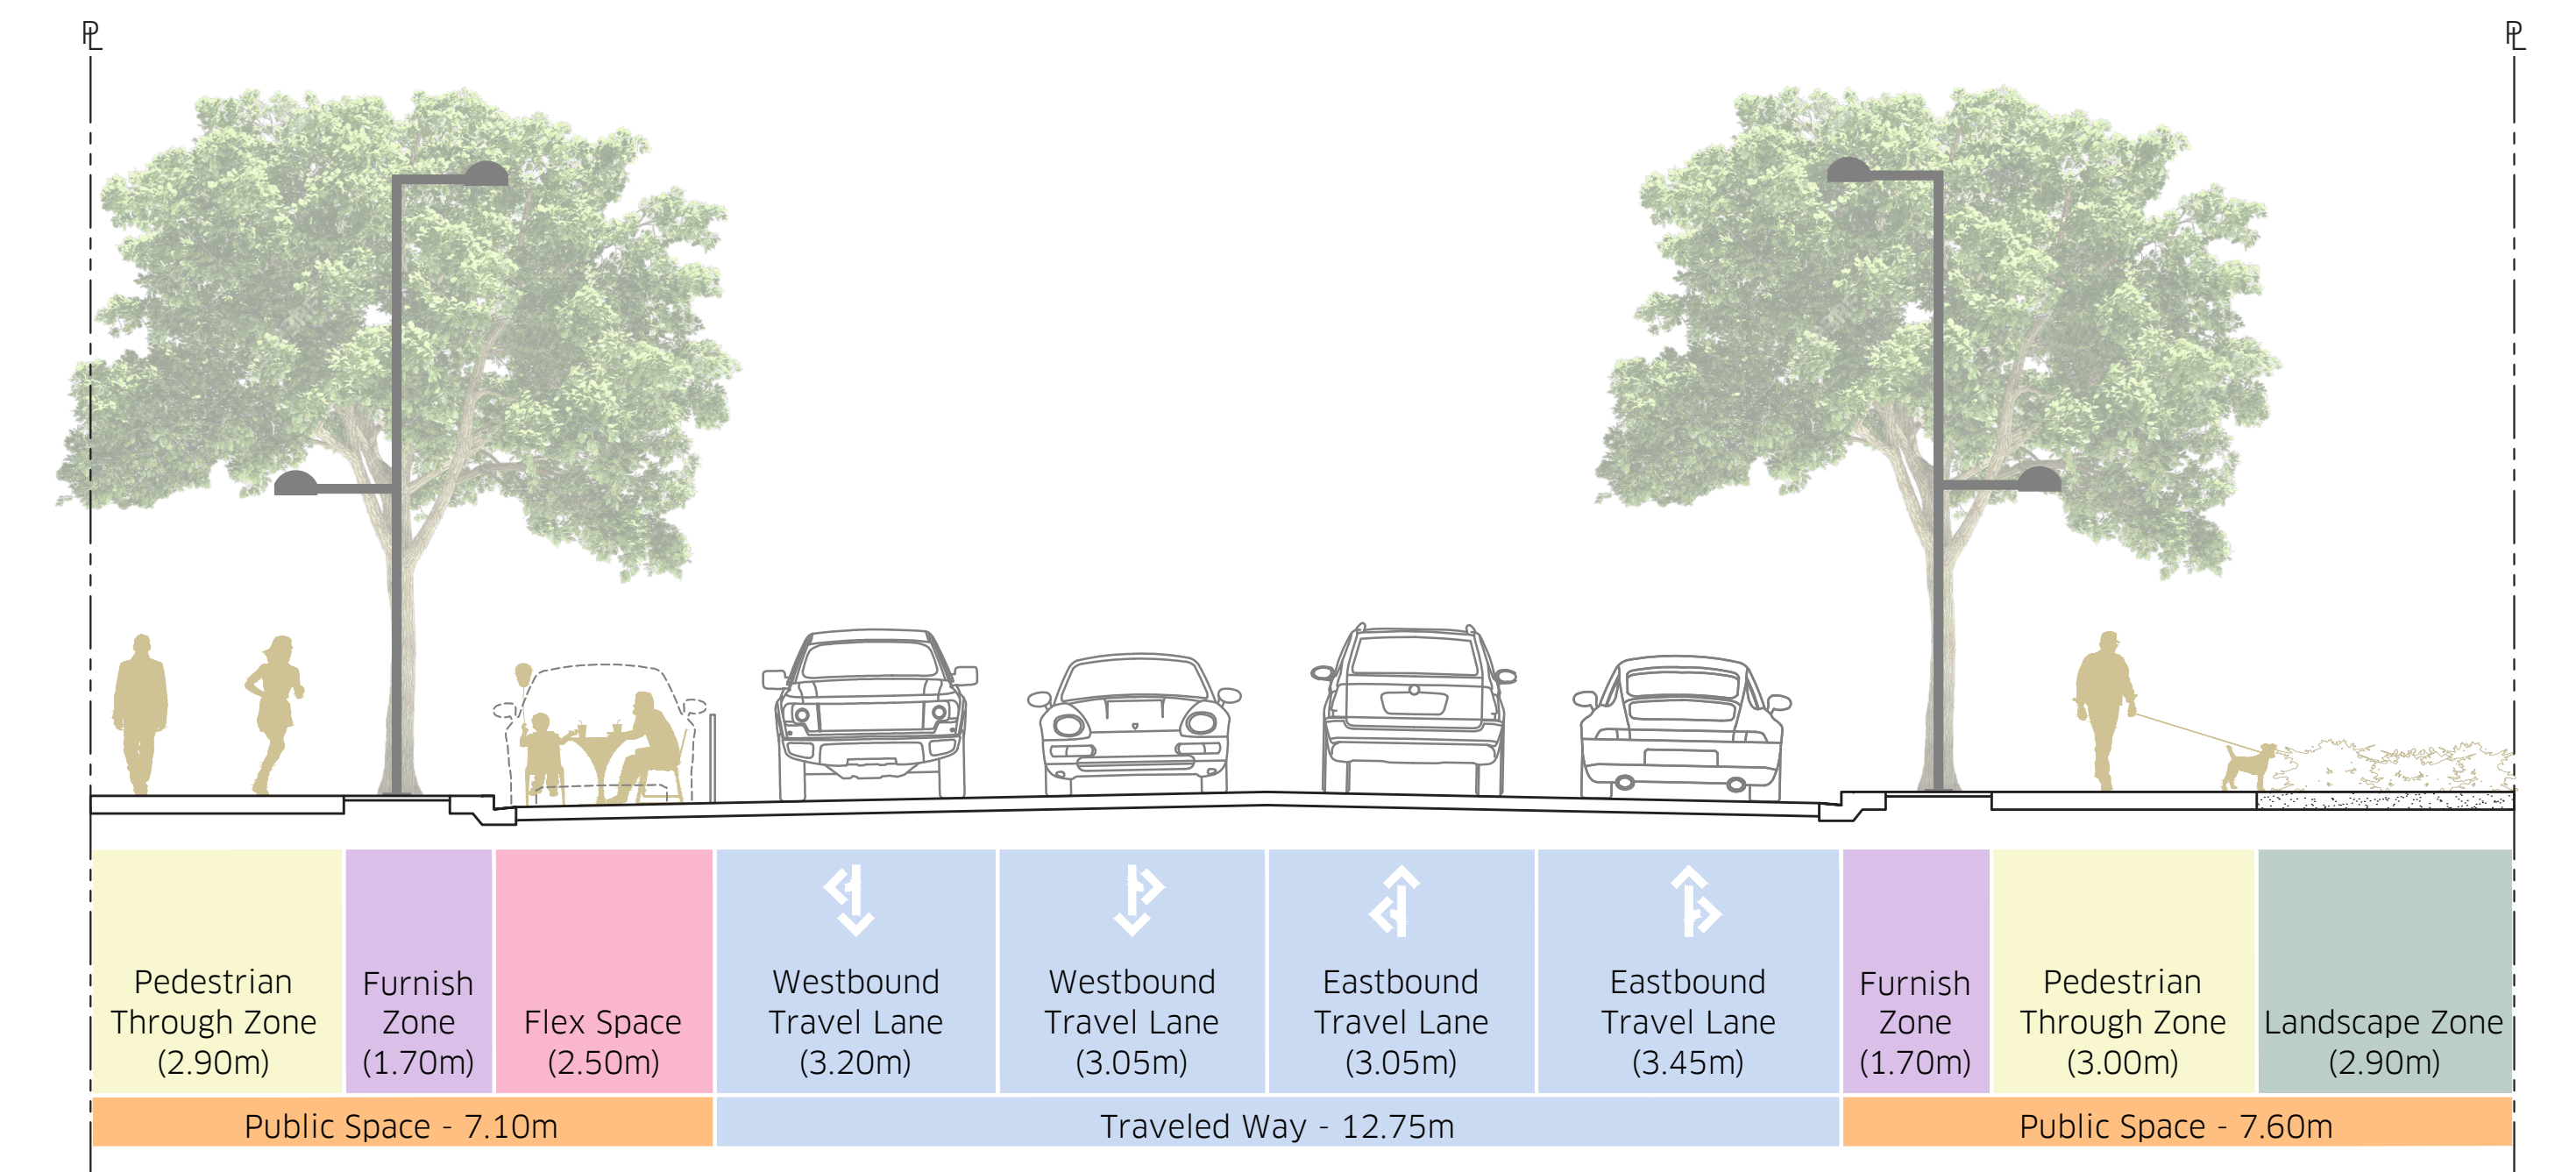 PL
PL
Pedestrian
Through Zone
(2.90m)
Furnish
Zone
(1.70m)
Flex Space
(2.50m)
Westbound
Travel Lane
(3.20m)
Westbound
Travel Lane
(3.05m)
Eastbound
Travel Lane
(3.05m)
Eastbound
Travel Lane
(3.45m)
Furnish
Zone
(1.70m)
Pedestrian
Through Zone
(3.00m)
Landscape Zone
(2.90m)
Public Space - 7.10m
Traveled Way - 12.75m
Public Space - 7.60m